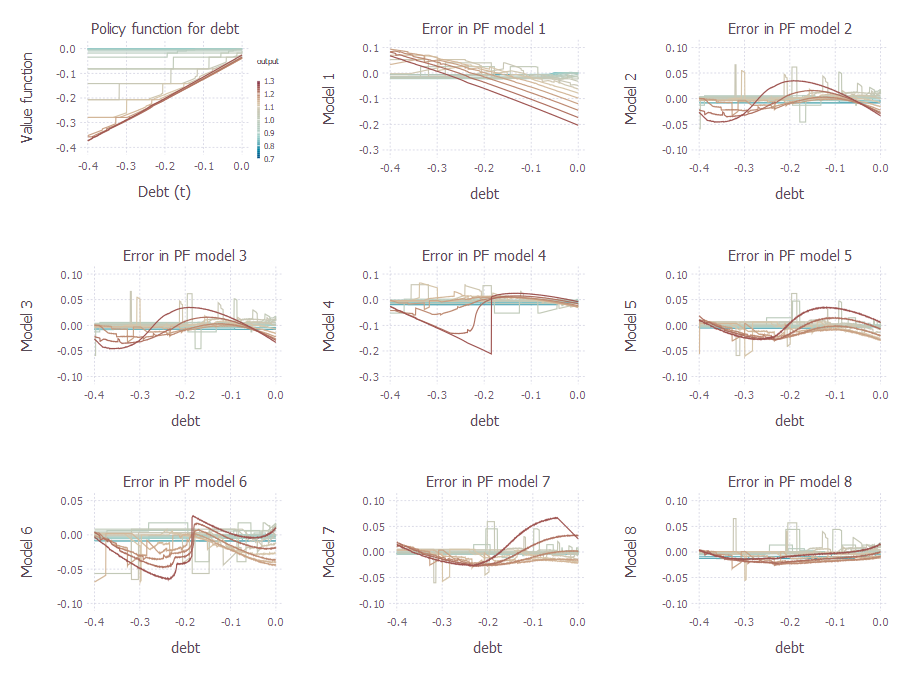 Policy function for debt
Value function
0.0
-0.1
-0.2
-0.3
-0.4
-0.4 -0.3 -0.2 -0.1 0.0
Debt (t)
output
1.3
1.2
1.1
1.0
0.9
0.8
0.7
Error in PF model 1
Model 1
0.1
0.0
-0.1
-0.2
-0.3
-0.4 -0.3 -0.2 -0.1 0.0
debt
Error in PF model 2
Model 2
0.10
0.05
0.00
-0.05
-0.10
-0.4 -0.3 -0.2 -0.1 0.0
debt
Error in PF model 3
Model 3
0.10
0.05
0.00
-0.05
-0.10
-0.4 -0.3 -0.2 -0.1 0.0
debt
Error in PF model 4
Model 4
0.1
0.0
-0.1
-0.2
-0.3
-0.4 -0.3 -0.2 -0.1 0.0
debt
Error in PF model 5
Model 5
0.10
0.05
0.00
-0.05
-0.10
-0.4 -0.3 -0.2 -0.1 0.0
debt
Error in PF model 6
Model 6
0.05
0.00
-0.05
-0.10
-0.4 -0.3 -0.2 -0.1 0.0
debt
Error in PF model 7
Model 7
0.10
0.05
0.00
-0.05
-0.10
-0.4 -0.3 -0.2 -0.1 0.0
debt
Error in PF model 8
Model 8
0.10
0.05
0.00
-0.05
-0.10
-0.4 -0.3 -0.2 -0.1 0.0
debt